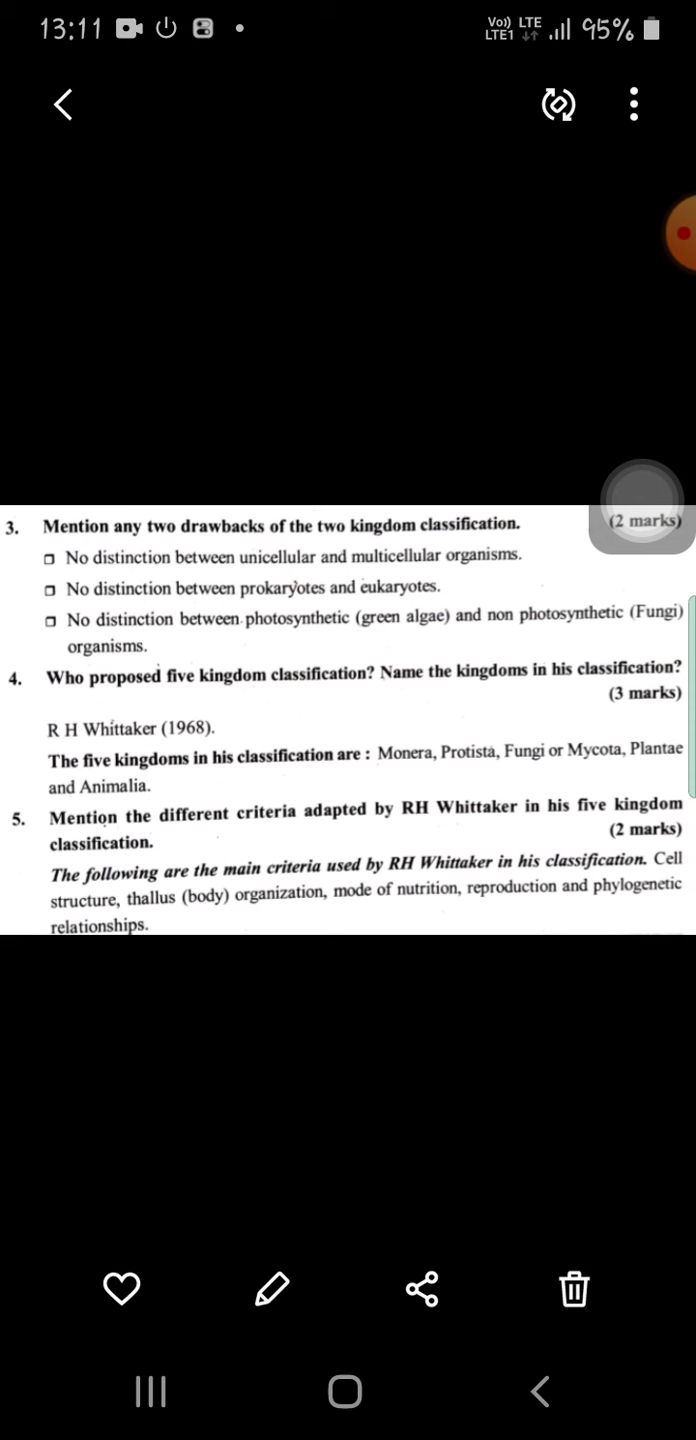 13:11
Vo)) LTE
LTE1
95%
3. Mention any two drawbacks of the two kingdom classification. (2 marks)
❒ No distinction between unicellular and multicellular organisms.
❒ No distinction between prokaryotes and eukaryotes.
❒ No distinction between photosynthetic (green algae) and non photosynthetic (Fungi)
organisms.
4. Who proposed five kingdom classification? Name the kingdoms in his classification?
(3 marks)
R H Whittaker (1968).
The five kingdoms in his classification are : Monera, Protista, Fungi or Mycota, Plantae
and Animalia.
5. Mention the different criteria adapted by RH Whittaker in his five kingdom
classification. (2 marks)
The following are the main criteria used by RH Whittaker in his classification. Cell
structure, thallus (body) organization, mode of nutrition, reproduction and phylogenetic
relationships.